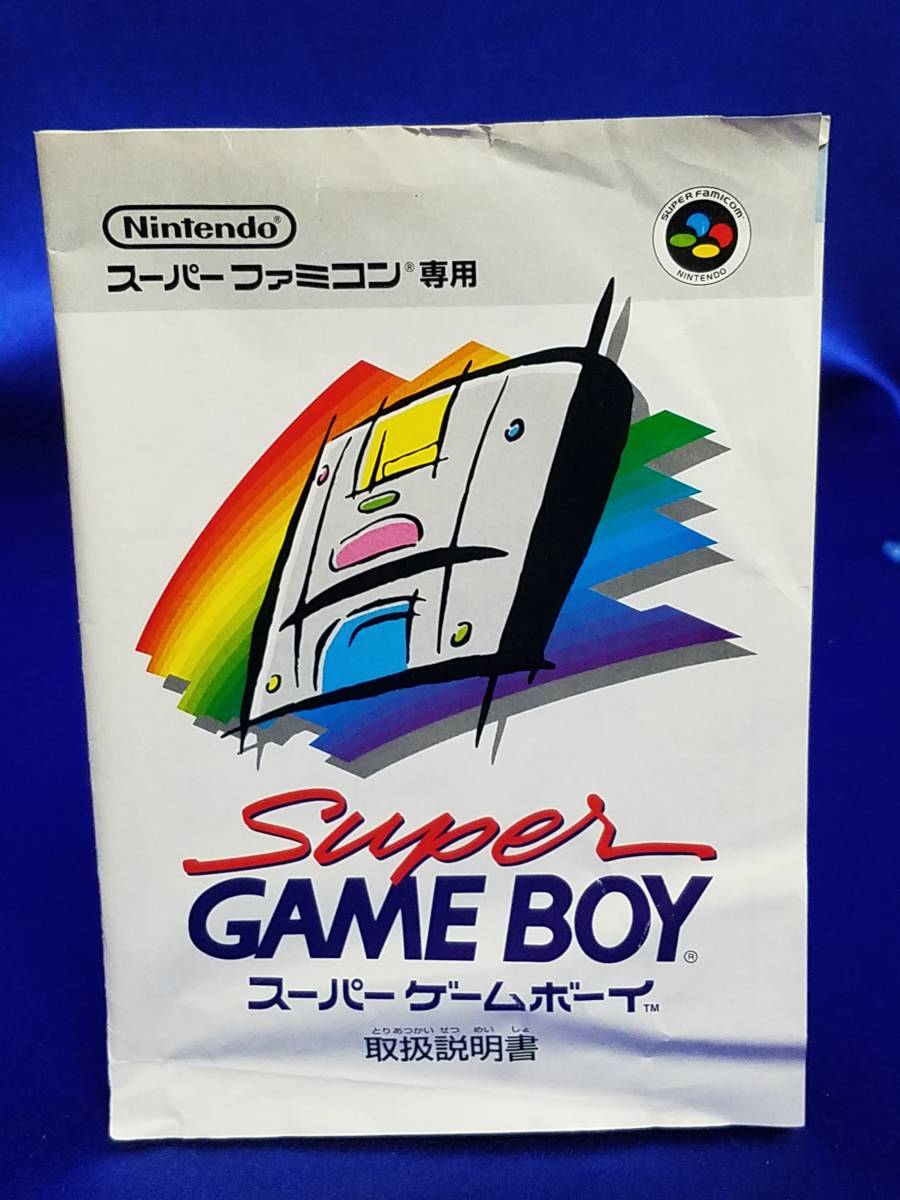 Nintendo®
スーパーファミコン® 専用
SUPER FAMICOM
NINTENDO
Super
GAME BOY®
スーパーゲームボーイ™
とりあつかい せつ めい しょ
取扱説明書